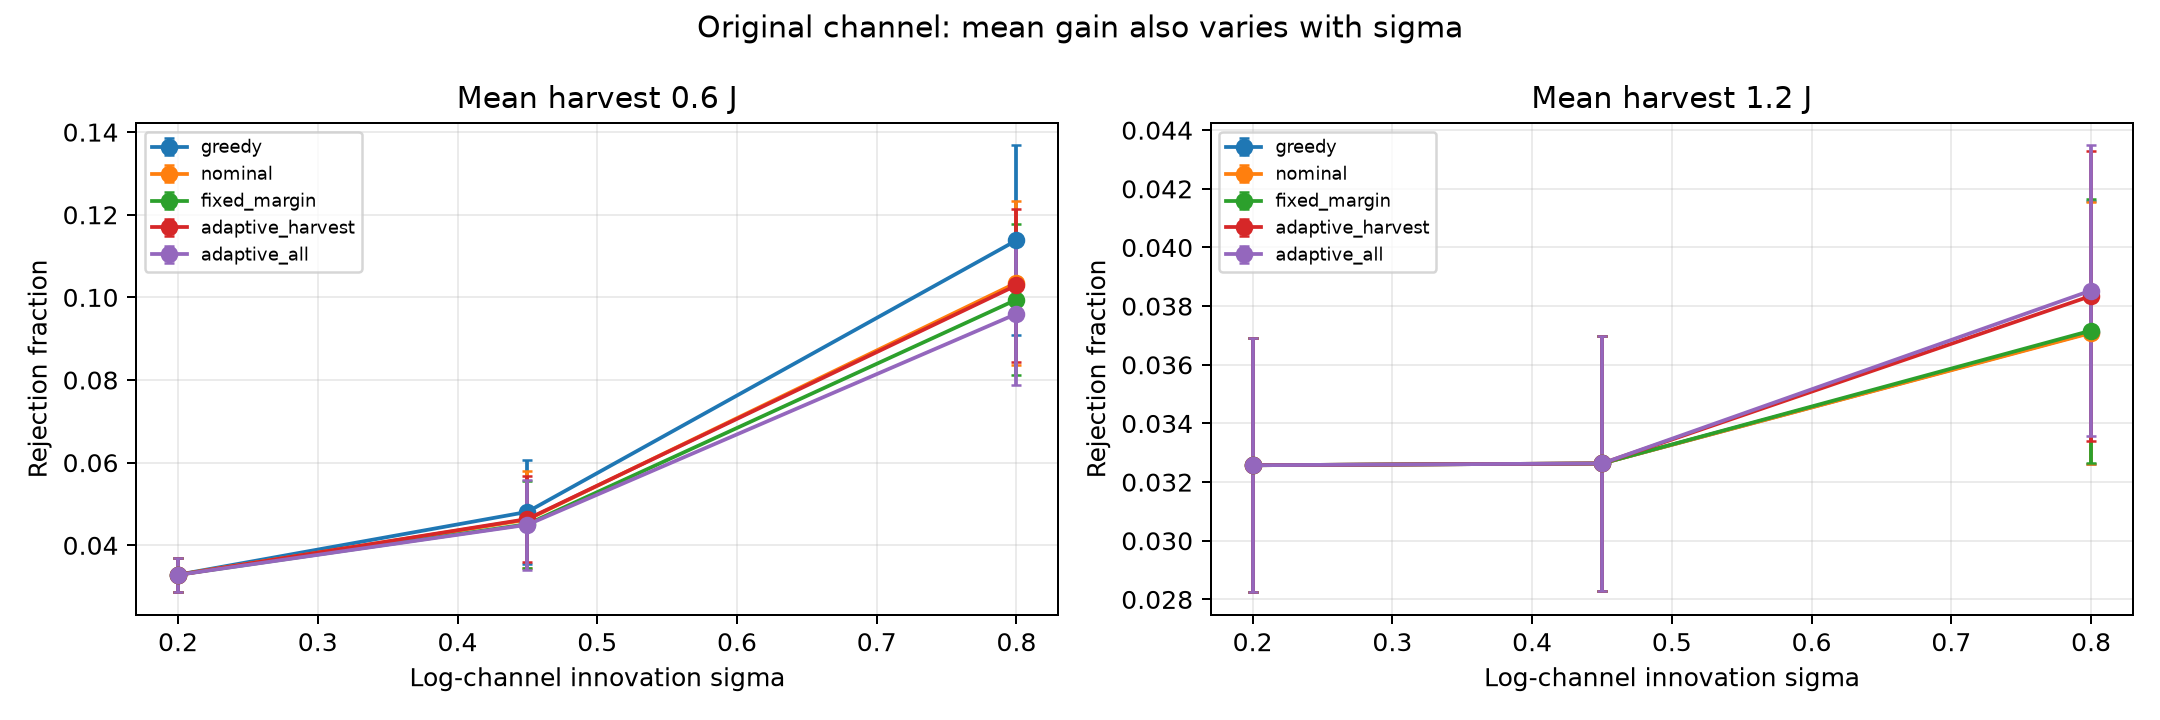 Original channel: mean gain also varies with sigma
Mean harvest 0.6 J
Rejection fraction
0.14
0.12
0.10
0.08
0.06
0.04
greedy
nominal
fixed_margin
adaptive_harvest
adaptive_all
0.2 0.3 0.4 0.5 0.6 0.7 0.8
Log-channel innovation sigma
Mean harvest 1.2 J
Rejection fraction
0.044
0.042
0.040
0.038
0.036
0.034
0.032
0.030
0.028
greedy
nominal
fixed_margin
adaptive_harvest
adaptive_all
0.2 0.3 0.4 0.5 0.6 0.7 0.8
Log-channel innovation sigma